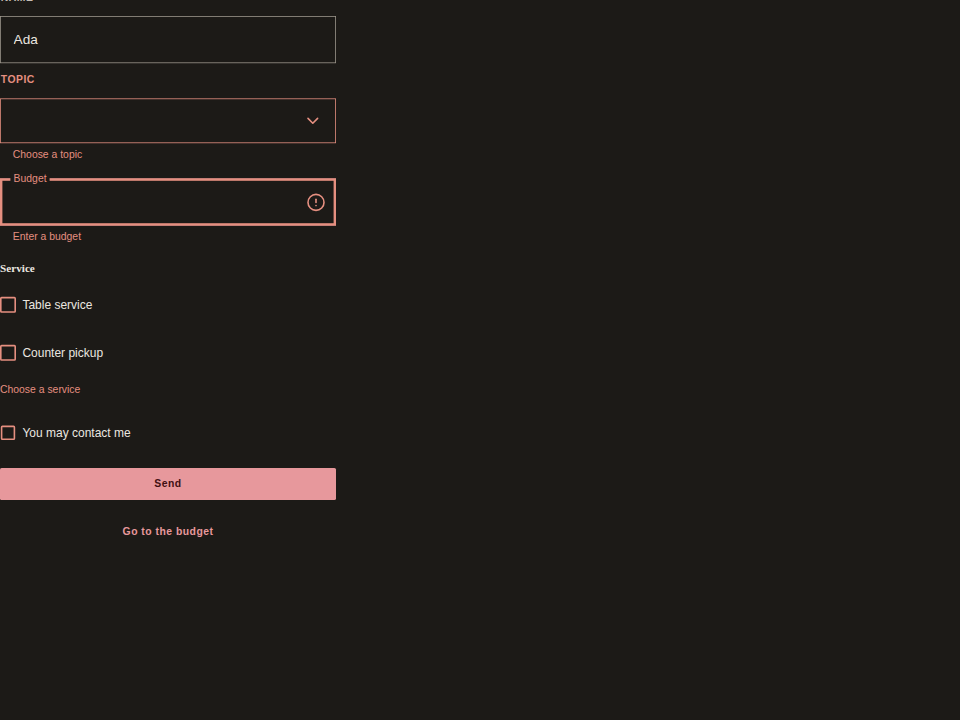 Ada
TOPIC
Choose a topic
Budget
Enter a budget
Service
Table service
Counter pickup
Choose a service
You may contact me
Send
Go to the budget